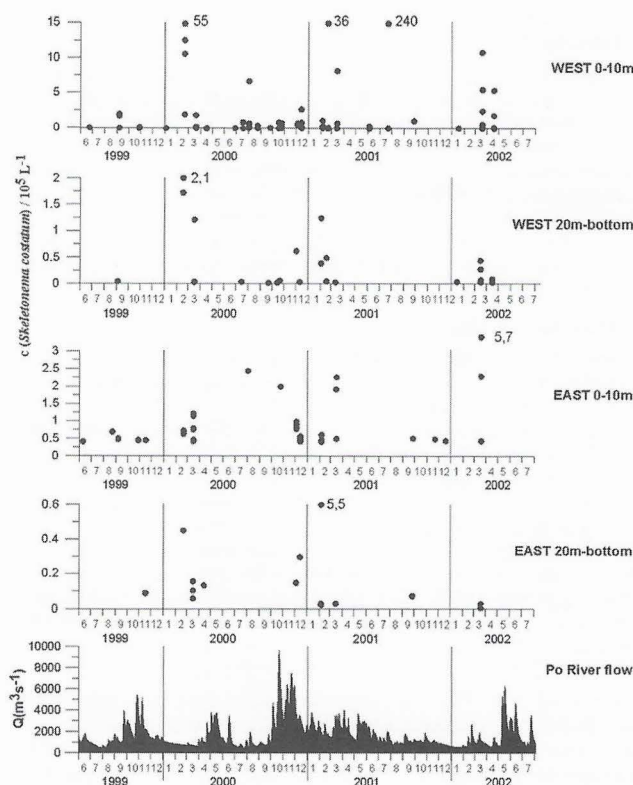 15
55
36
240
10
5
0
WEST 0-10m
6 7 8 9 10 11 12 1 2 3 4 5 6 7 8 9 10 11 12 1 2 3 4 5 6 7 8 9 10 11 12 1 2 3 4 5 6 7
1999 2000 2001 2002
c (Skeletonema costatum) / 10⁵ L⁻¹
2
2,1
1.5
1
0.5
0
WEST 20m-bottom
6 7 8 9 10 11 12 1 2 3 4 5 6 7 8 9 10 11 12 1 2 3 4 5 6 7 8 9 10 11 12 1 2 3 4 5 6 7
1999 2000 2001 2002
3
5,7
2.5
2
1.5
1
0.5
0
EAST 0-10m
6 7 8 9 10 11 12 1 2 3 4 5 6 7 8 9 10 11 12 1 2 3 4 5 6 7 8 9 10 11 12 1 2 3 4 5 6 7
1999 2000 2001 2002
0.6
5,5
0.4
0.2
0
EAST 20m-bottom
6 7 8 9 10 11 12 1 2 3 4 5 6 7 8 9 10 11 12 1 2 3 4 5 6 7 8 9 10 11 12 1 2 3 4 5 6 7
1999 2000 2001 2002
Q(m³s⁻¹)
10000
8000
6000
4000
2000
0
Po River flow
6 7 8 9 10 11 12 1 2 3 4 5 6 7 8 9 10 11 12 1 2 3 4 5 6 7 8 9 10 11 12 1 2 3 4 5 6 7
1999 2000 2001 2002